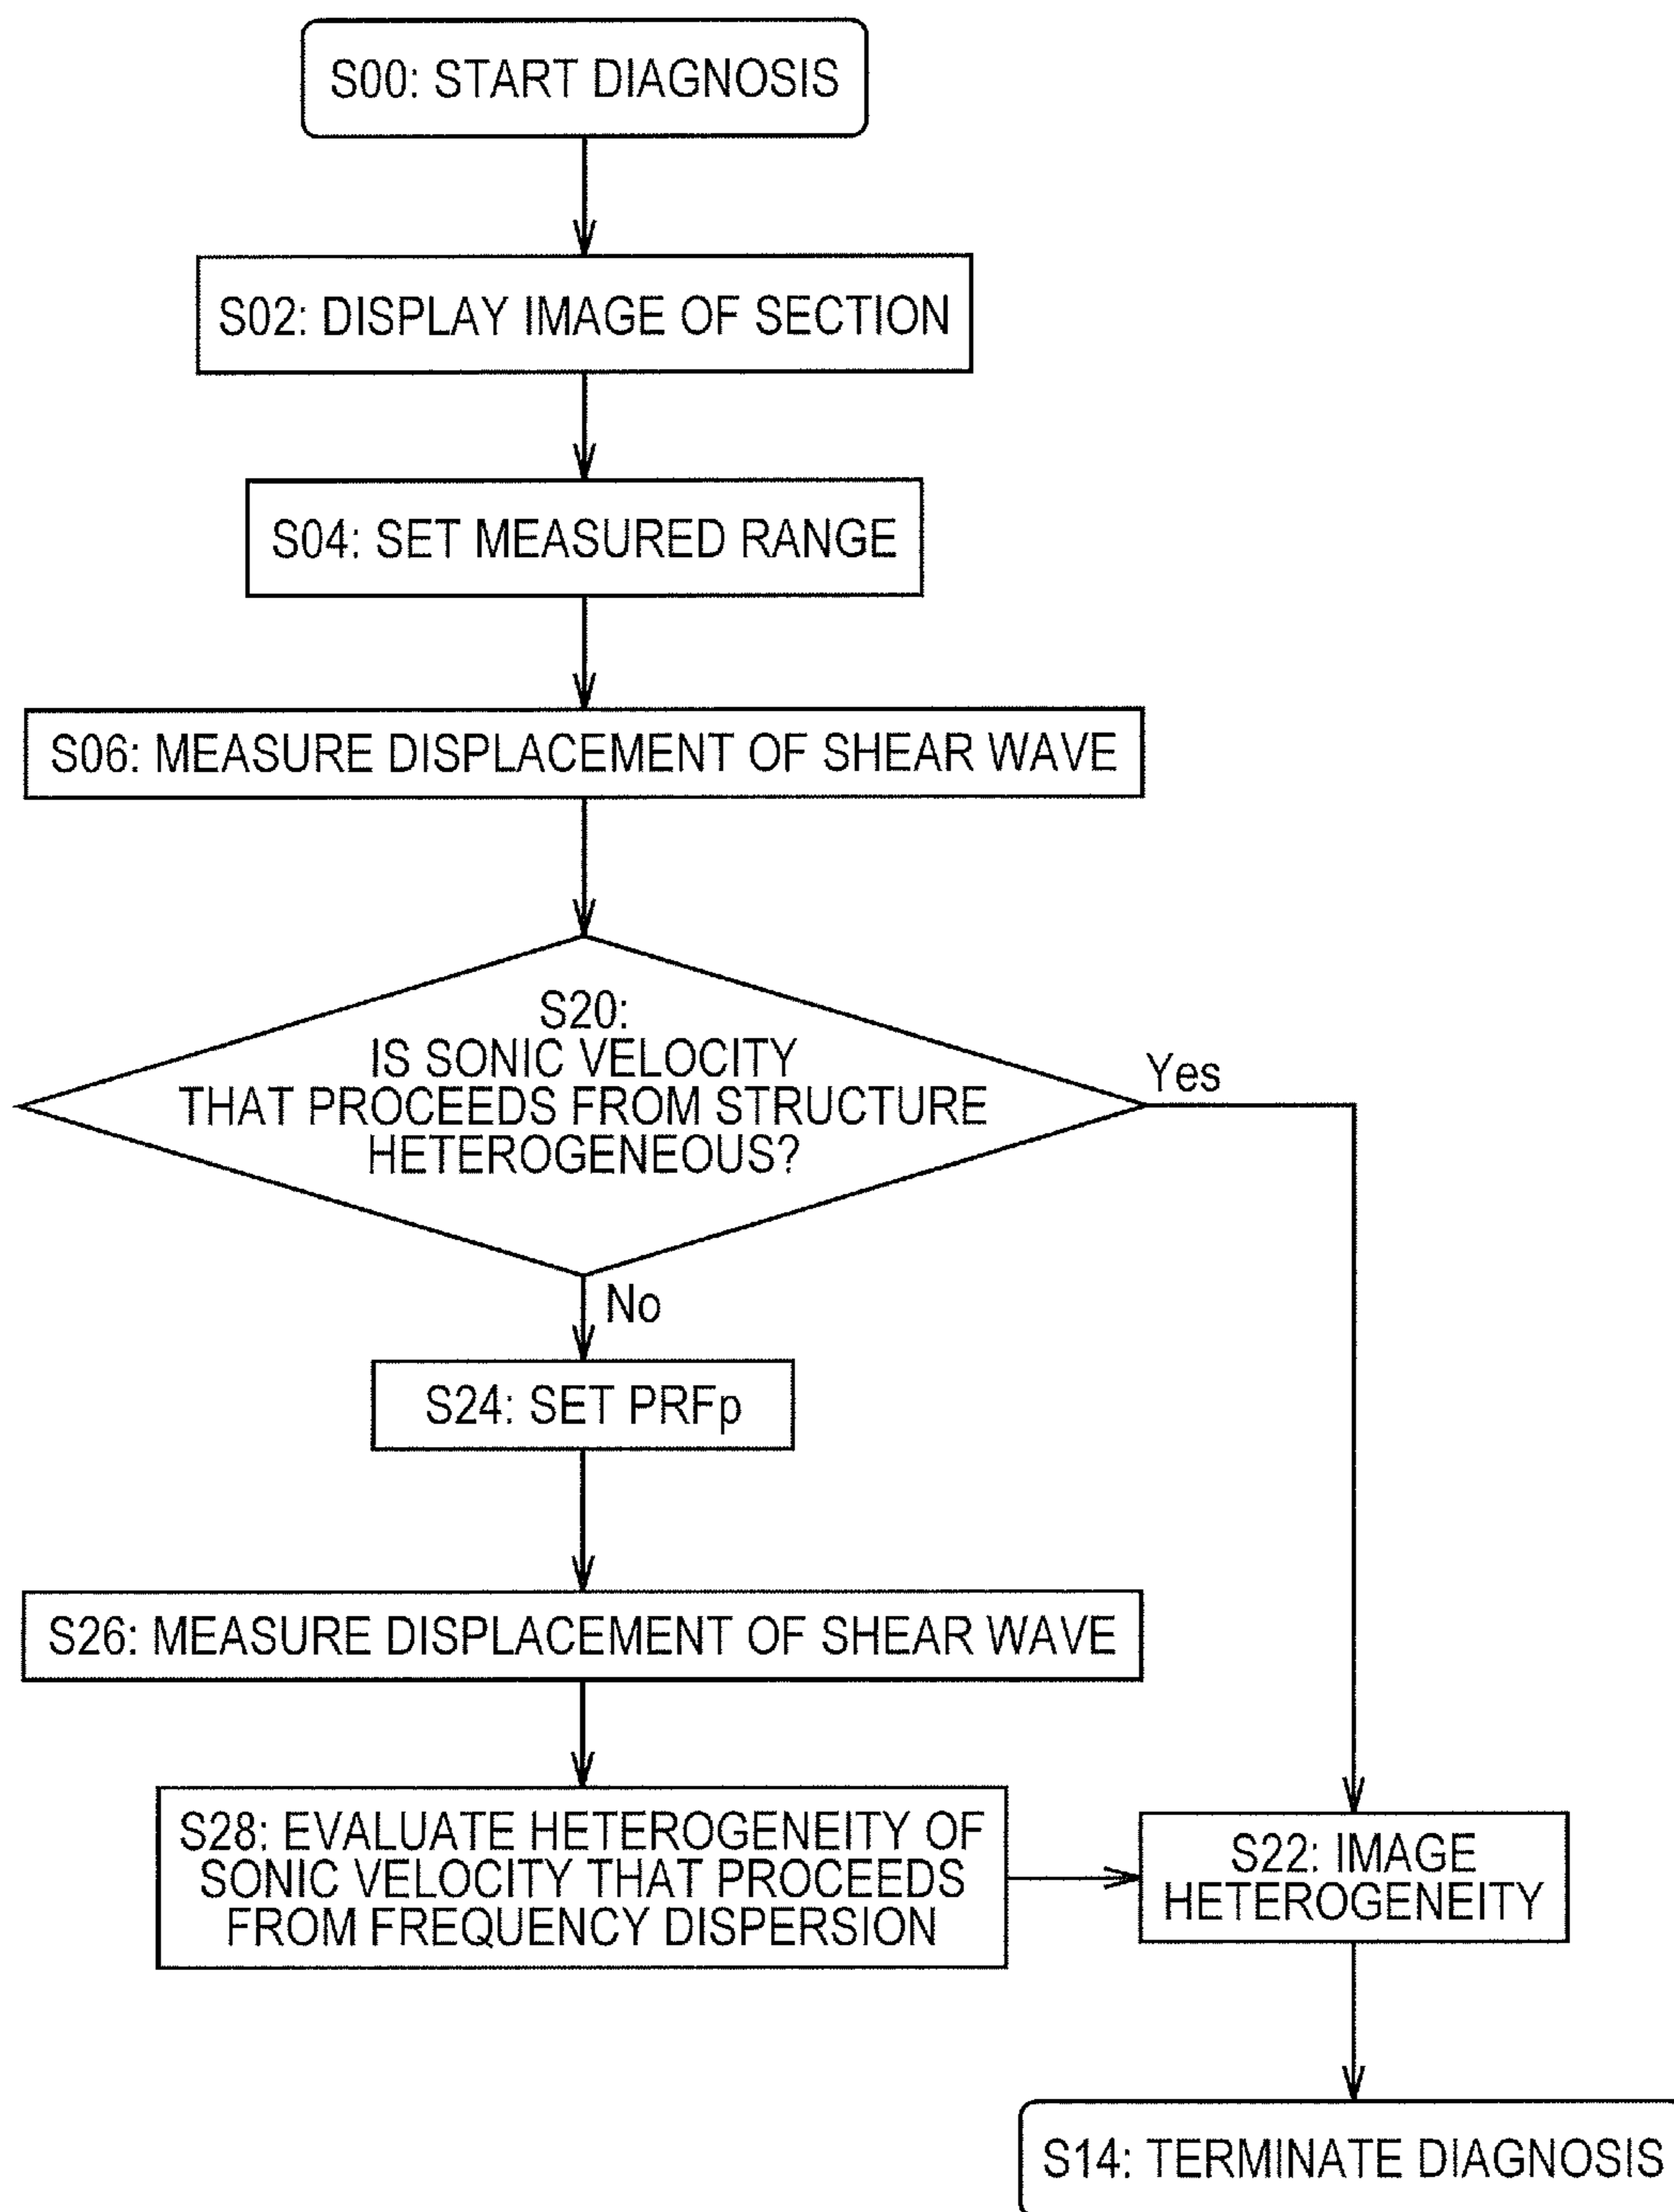 S00: START DIAGNOSIS
S02: DISPLAY IMAGE OF SECTION
S04: SET MEASURED RANGE
S06: MEASURE DISPLACEMENT OF SHEAR WAVE
S20:
IS SONIC VELOCITY
THAT PROCEEDS FROM STRUCTURE
HETEROGENEOUS?
Yes
No
S24: SET PRFp
S26: MEASURE DISPLACEMENT OF SHEAR WAVE
S28: EVALUATE HETEROGENEITY OF
SONIC VELOCITY THAT PROCEEDS
FROM FREQUENCY DISPERSION
S22: IMAGE
HETEROGENEITY
S14: TERMINATE DIAGNOSIS